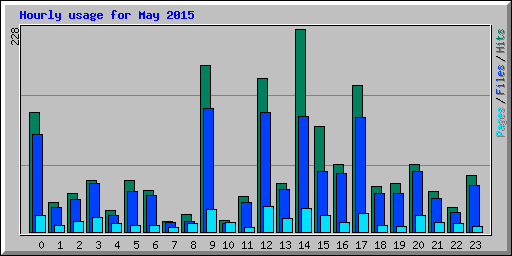 Hourly usage for May 2015
228
Pages / Files / Hits
0 1 2 3 4 5 6 7 8 9 10 11 12 13 14 15 16 17 18 19 20 21 22 23